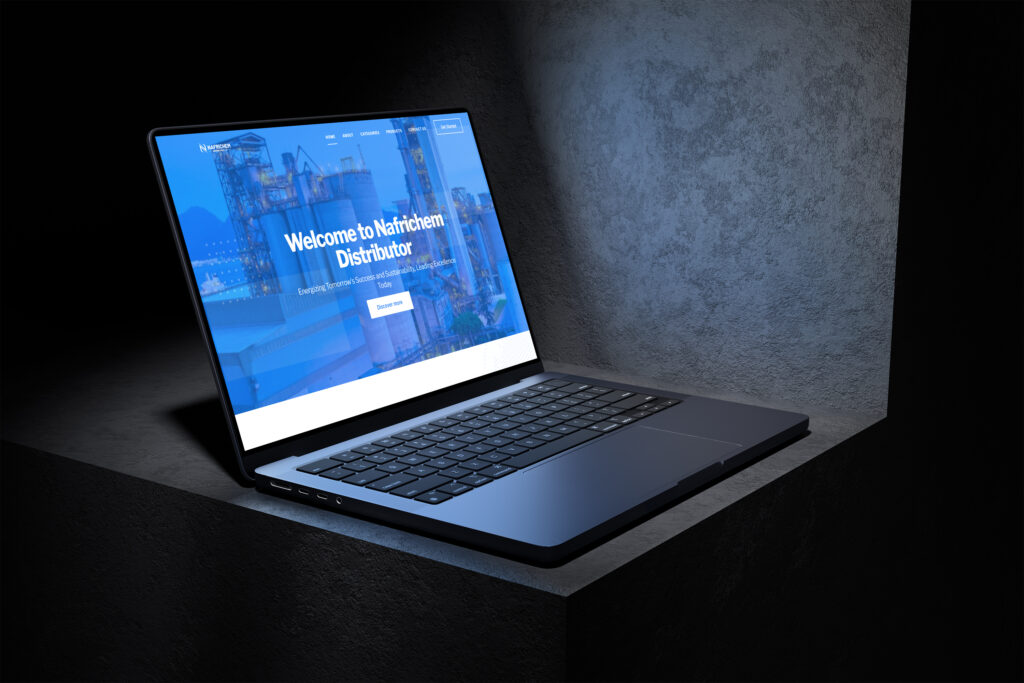 NAFRICHEM
HOME ABOUT CATEGORIES PRODUCTS CONTACT US Get Started
Welcome to Nafrichem
Distributor
Energizing Tomorrow's Success and Sustainability, Leading Excellence
Today
Discover more